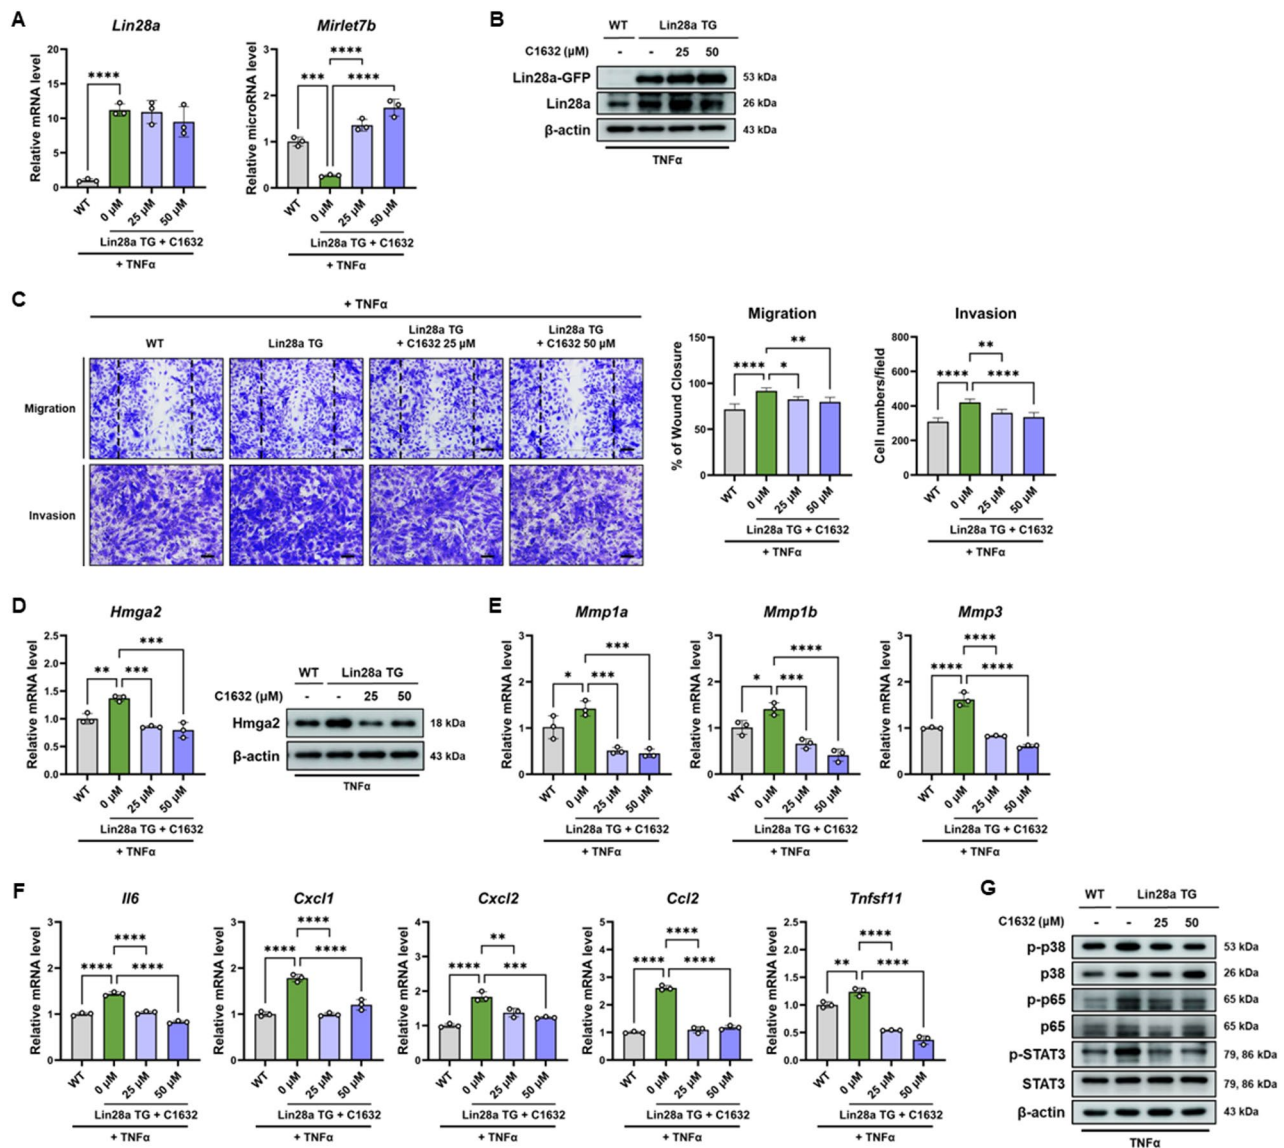 A
Lin28a
Relative mRNA level
20
15
10
5
0
****
WT
0 μM
25 μM
50 μM
Lin28a TG + C1632
+ TNFα
Mirlet7b
Relative microRNA level
3
2
1
0
****
***
****
WT
0 μM
25 μM
50 μM
Lin28a TG + C1632
+ TNFα
B
WT Lin28a TG
C1632 (μM) - - 25 50
Lin28a-GFP 53 kDa
Lin28a 26 kDa
β-actin 43 kDa
TNFα
C
+ TNFα
WT
Lin28a TG
Lin28a TG
+ C1632 25 μM
Lin28a TG
+ C1632 50 μM
Migration
Invasion
Migration
% of Wound Closure
150
100
50
0
**
****
*
WT
0 μM
25 μM
50 μM
Lin28a TG + C1632
+ TNFα
Invasion
Cell numbers/field
800
600
400
200
0
**
****
****
WT
0 μM
25 μM
50 μM
Lin28a TG + C1632
+ TNFα
D
Hmga2
Relative mRNA level
2.5
2.0
1.5
1.0
0.5
0.0
***
**
***
WT
0 μM
25 μM
50 μM
Lin28a TG + C1632
+ TNFα
WT Lin28a TG
C1632 (μM) - - 25 50
Hmga2 18 kDa
β-actin 43 kDa
TNFα
E
Mmp1a
Relative mRNA level
3
2
1
0
***
*
***
WT
0 μM
25 μM
50 μM
Lin28a TG + C1632
+ TNFα
Mmp1b
Relative mRNA level
3
2
1
0
****
*
***
WT
0 μM
25 μM
50 μM
Lin28a TG + C1632
+ TNFα
Mmp3
Relative mRNA level
3
2
1
0
****
****
****
WT
0 μM
25 μM
50 μM
Lin28a TG + C1632
+ TNFα
F
Il6
Relative mRNA level
3
2
1
0
****
****
****
WT
0 μM
25 μM
50 μM
Lin28a TG + C1632
+ TNFα
Cxcl1
Relative mRNA level
3
2
1
0
****
****
****
WT
0 μM
25 μM
50 μM
Lin28a TG + C1632
+ TNFα
Cxcl2
Relative mRNA level
4
3
2
1
0
**
****
***
WT
0 μM
25 μM
50 μM
Lin28a TG + C1632
+ TNFα
Ccl2
Relative mRNA level
5
4
3
2
1
0
****
****
****
WT
0 μM
25 μM
50 μM
Lin28a TG + C1632
+ TNFα
Tnfsf11
Relative mRNA level
2.5
2.0
1.5
1.0
0.5
0.0
****
**
****
WT
0 μM
25 μM
50 μM
Lin28a TG + C1632
+ TNFα
G
WT Lin28a TG
C1632 (μM) - - 25 50
p-p38 53 kDa
p38 26 kDa
p-p65 65 kDa
p65 65 kDa
p-STAT3 79, 86 kDa
STAT3 79, 86 kDa
β-actin 43 kDa
TNFα